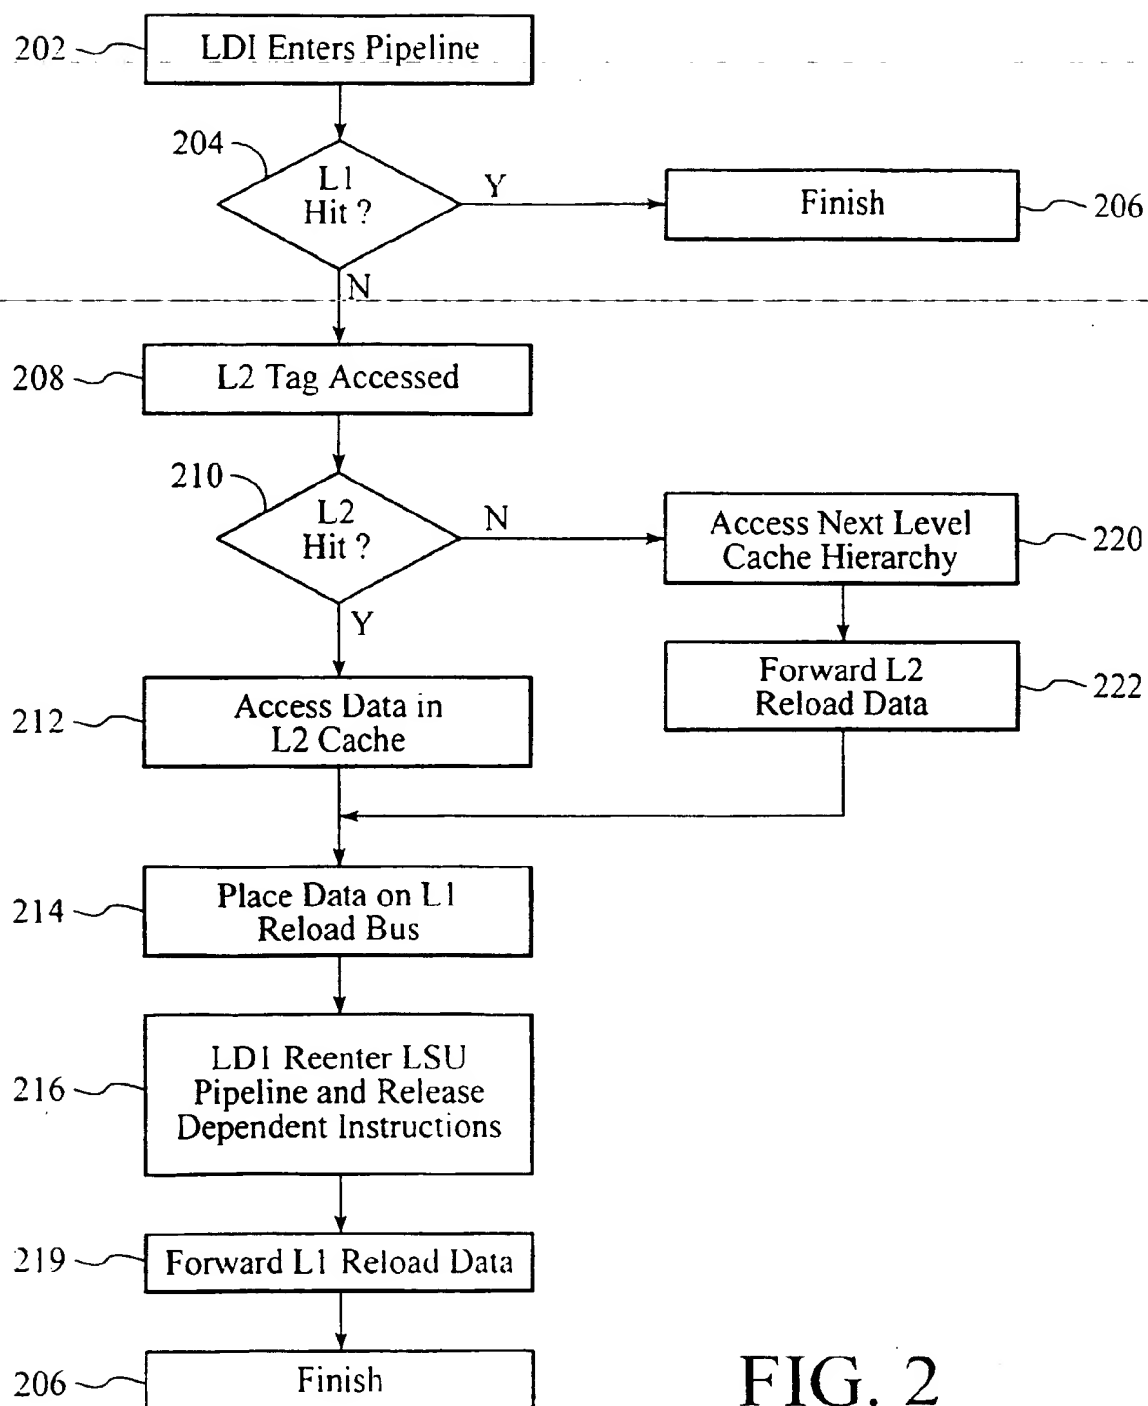 202
LDI Enters Pipeline
204
L1
Hit ?
Y
Finish
206
N
208
L2 Tag Accessed
210
L2
Hit ?
N
Access Next Level
Cache Hierarchy
220
Y
Forward L2
Reload Data
222
212
Access Data in
L2 Cache
214
Place Data on L1
Reload Bus
216
LD1 Reenter LSU
Pipeline and Release
Dependent Instructions
219
Forward L1 Reload Data
206
Finish
FIG. 2